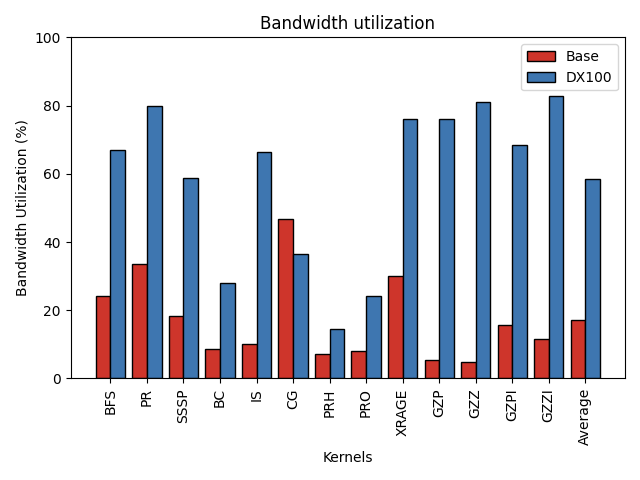 Bandwidth utilization
Base
DX100
Bandwidth Utilization (%)
100
80
60
40
20
0
BFS
PR
SSSP
BC
IS
CG
PRH
PRO
XRAGE
GZP
GZZ
GZPI
GZZI
Average
Kernels